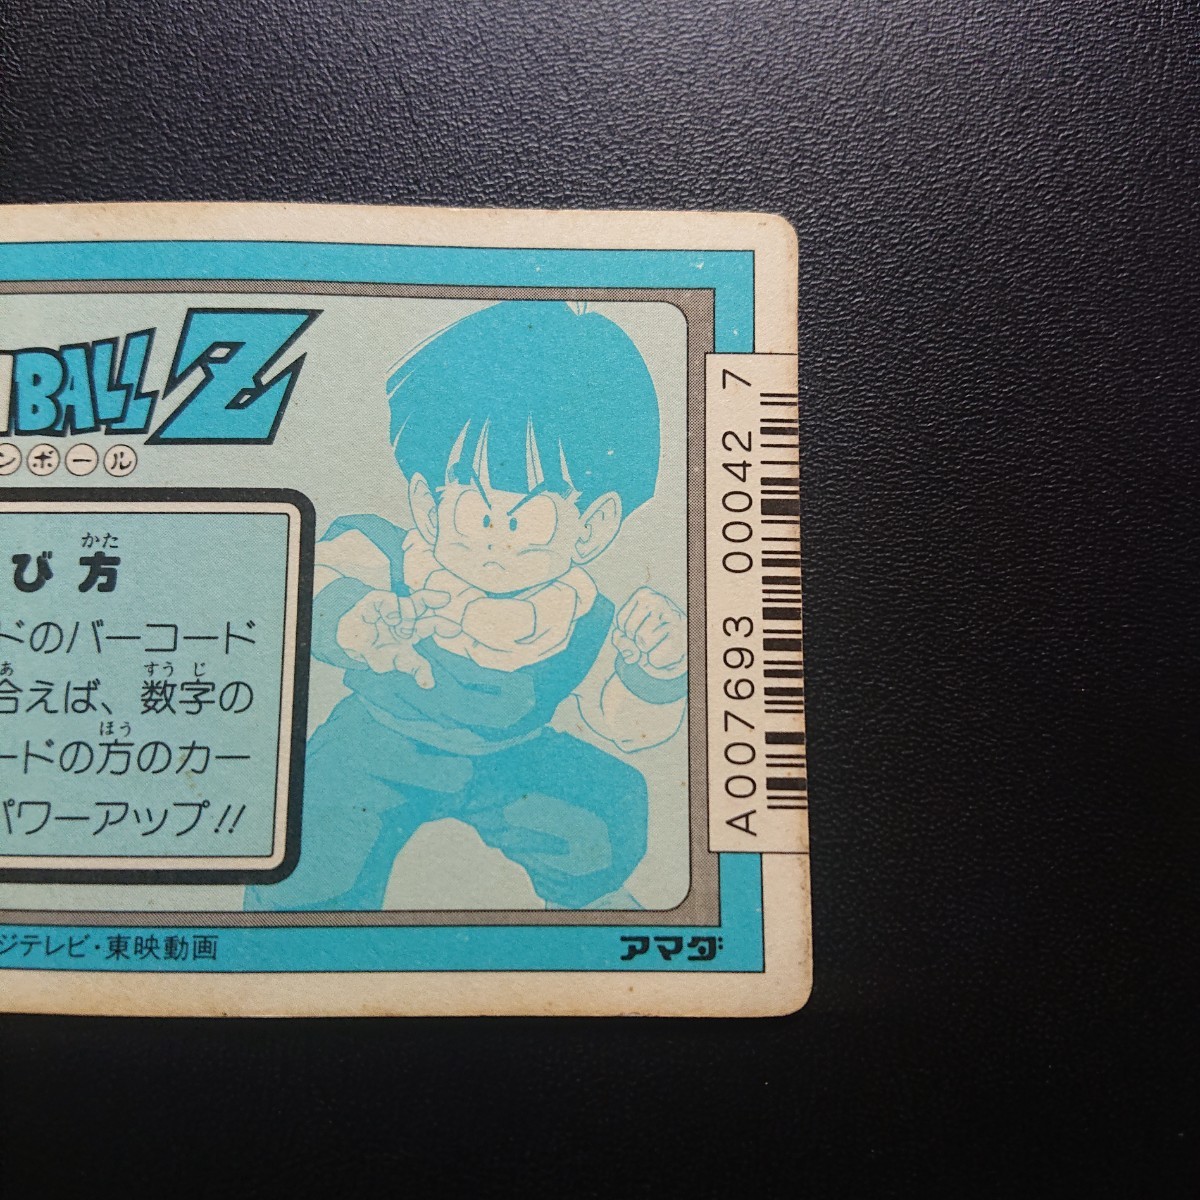 BALL Z
ンボール
かた
び方
ドのバーコード
あ すうじ
合えば、数字の
ほう
ードの方のカー
パワーアップ!!
ジテレビ・東映動画
アマダ
A007693 00042 7